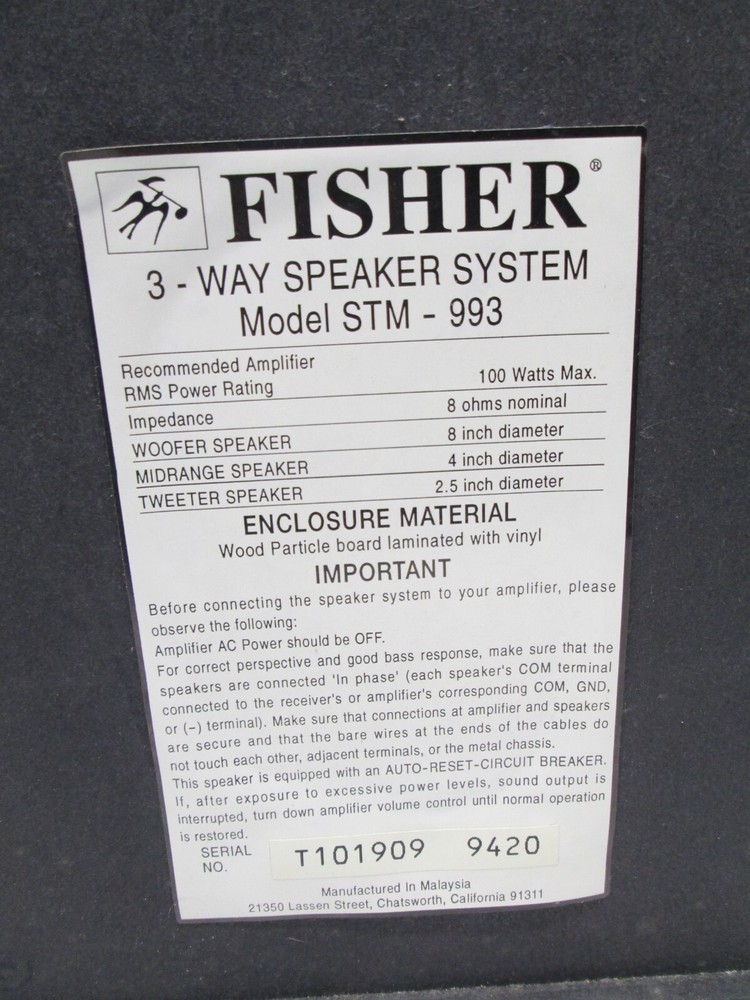 FISHER®
3 - WAY SPEAKER SYSTEM
Model STM - 993
Recommended Amplifier
RMS Power Rating 100 Watts Max.
Impedance 8 ohms nominal
WOOFER SPEAKER 8 inch diameter
MIDRANGE SPEAKER 4 inch diameter
TWEETER SPEAKER 2.5 inch diameter
ENCLOSURE MATERIAL
Wood Particle board laminated with vinyl
IMPORTANT
Before connecting the speaker system to your amplifier, please
observe the following:
Amplifier AC Power should be OFF.
For correct perspective and good bass response, make sure that the
speakers are connected 'In phase' (each speaker's COM terminal
connected to the receiver's or amplifier's corresponding COM, GND,
or (-) terminal). Make sure that connections at amplifier and speakers
are secure and that the bare wires at the ends of the cables do
not touch each other, adjacent terminals, or the metal chassis.
This speaker is equipped with an AUTO-RESET-CIRCUIT BREAKER.
If, after exposure to excessive power levels, sound output is
interrupted, turn down amplifier volume control until normal operation
is restored.
SERIAL
NO. T101909 9420
Manufactured In Malaysia
21350 Lassen Street, Chatsworth, California 91311